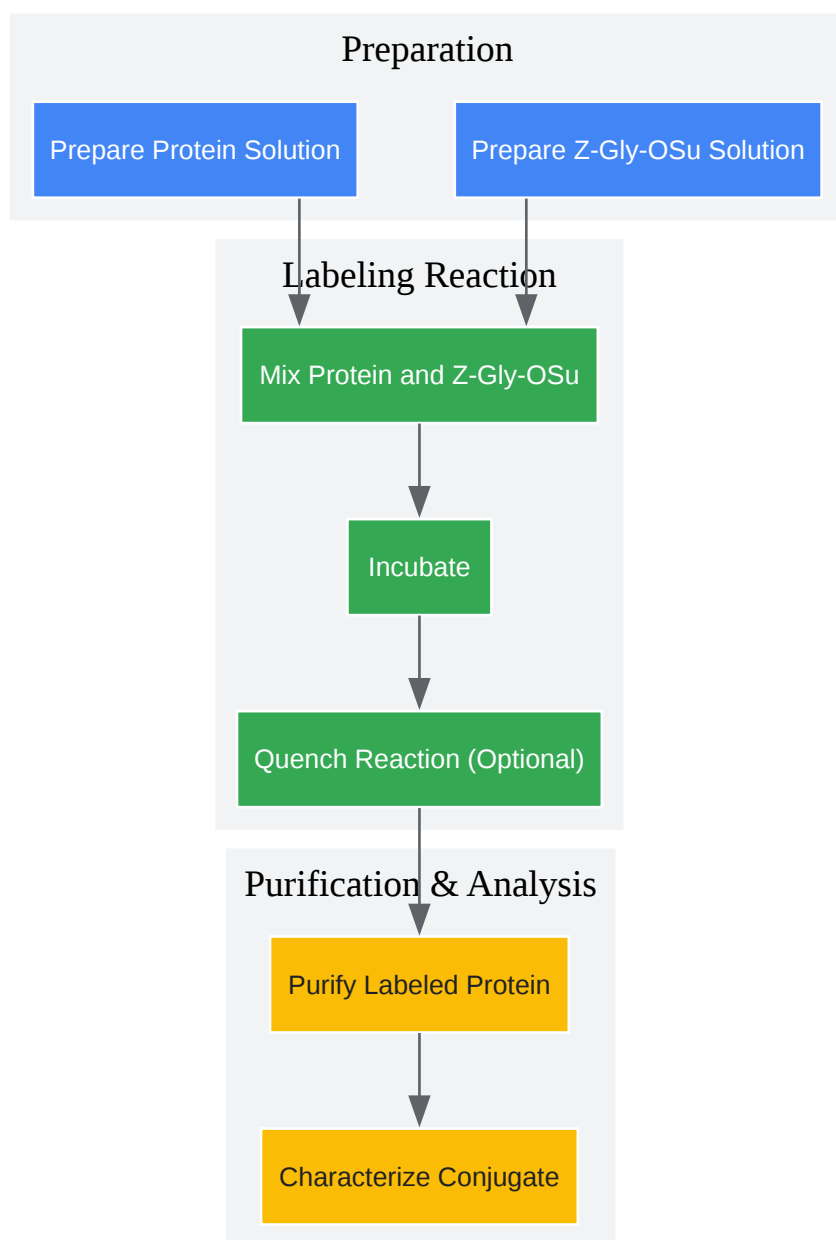 Preparation
Prepare Protein Solution
Prepare Z-Gly-OSu Solution
Labeling Reaction
Mix Protein and Z-Gly-OSu
Incubate
Quench Reaction (Optional)
Purification & Analysis
Purify Labeled Protein
Characterize Conjugate